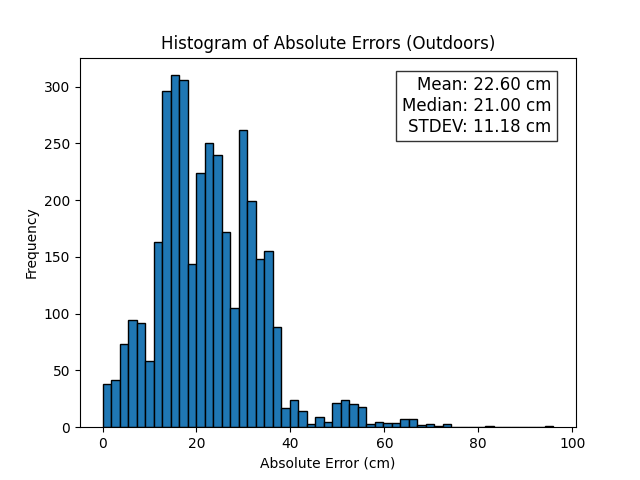 Histogram of Absolute Errors (Outdoors)
Mean: 22.60 cm
Median: 21.00 cm
STDEV: 11.18 cm
300
250
200
150
100
50
0
Frequency
0 20 40 60 80 100
Absolute Error (cm)